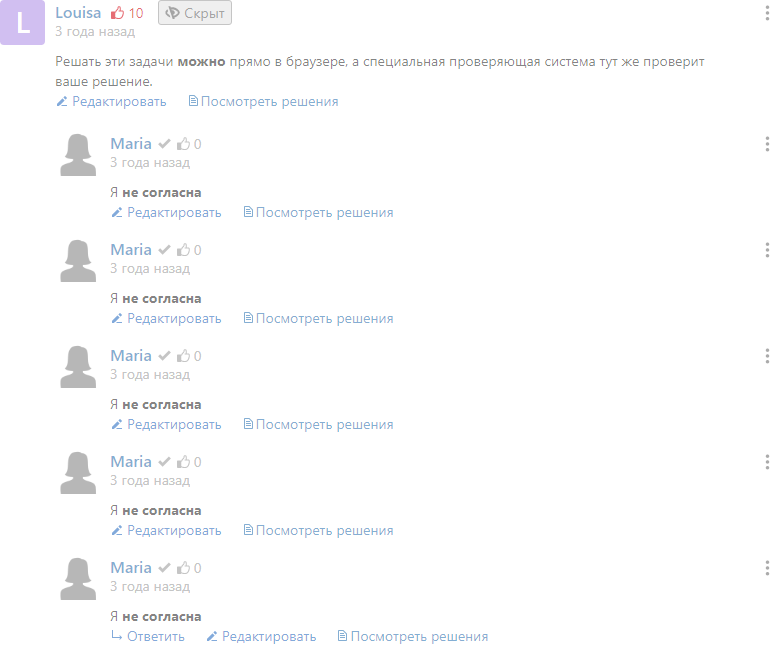 L
Louisa 10 Скрыт
3 года назад
Решать эти задачи можно прямо в браузере, а специальная проверяющая система тут же проверит
ваше решение.
Редактировать Посмотреть решения
Maria 0
3 года назад
Я не согласна
Редактировать Посмотреть решения
Maria 0
3 года назад
Я не согласна
Редактировать Посмотреть решения
Maria 0
3 года назад
Я не согласна
Редактировать Посмотреть решения
Maria 0
3 года назад
Я не согласна
Редактировать Посмотреть решения
Maria 0
3 года назад
Я не согласна
Ответить Редактировать Посмотреть решения